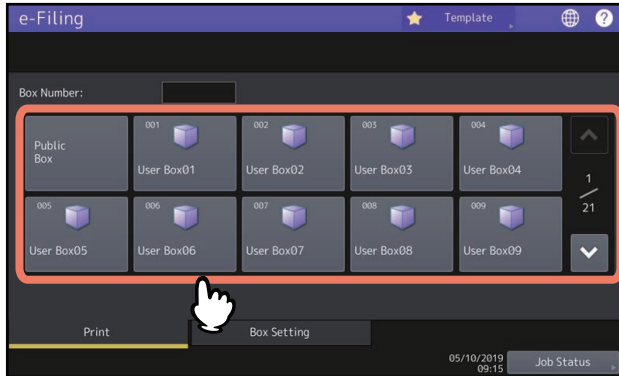 e-Filing
Template
?
Box Number:
Public
Box
001
User Box01
002
User Box02
003
User Box03
004
User Box04
1
21
005
User Box05
006
User Box06
007
User Box07
008
User Box08
009
User Box09
Print
Box Setting
05/10/2019
09:15
Job Status